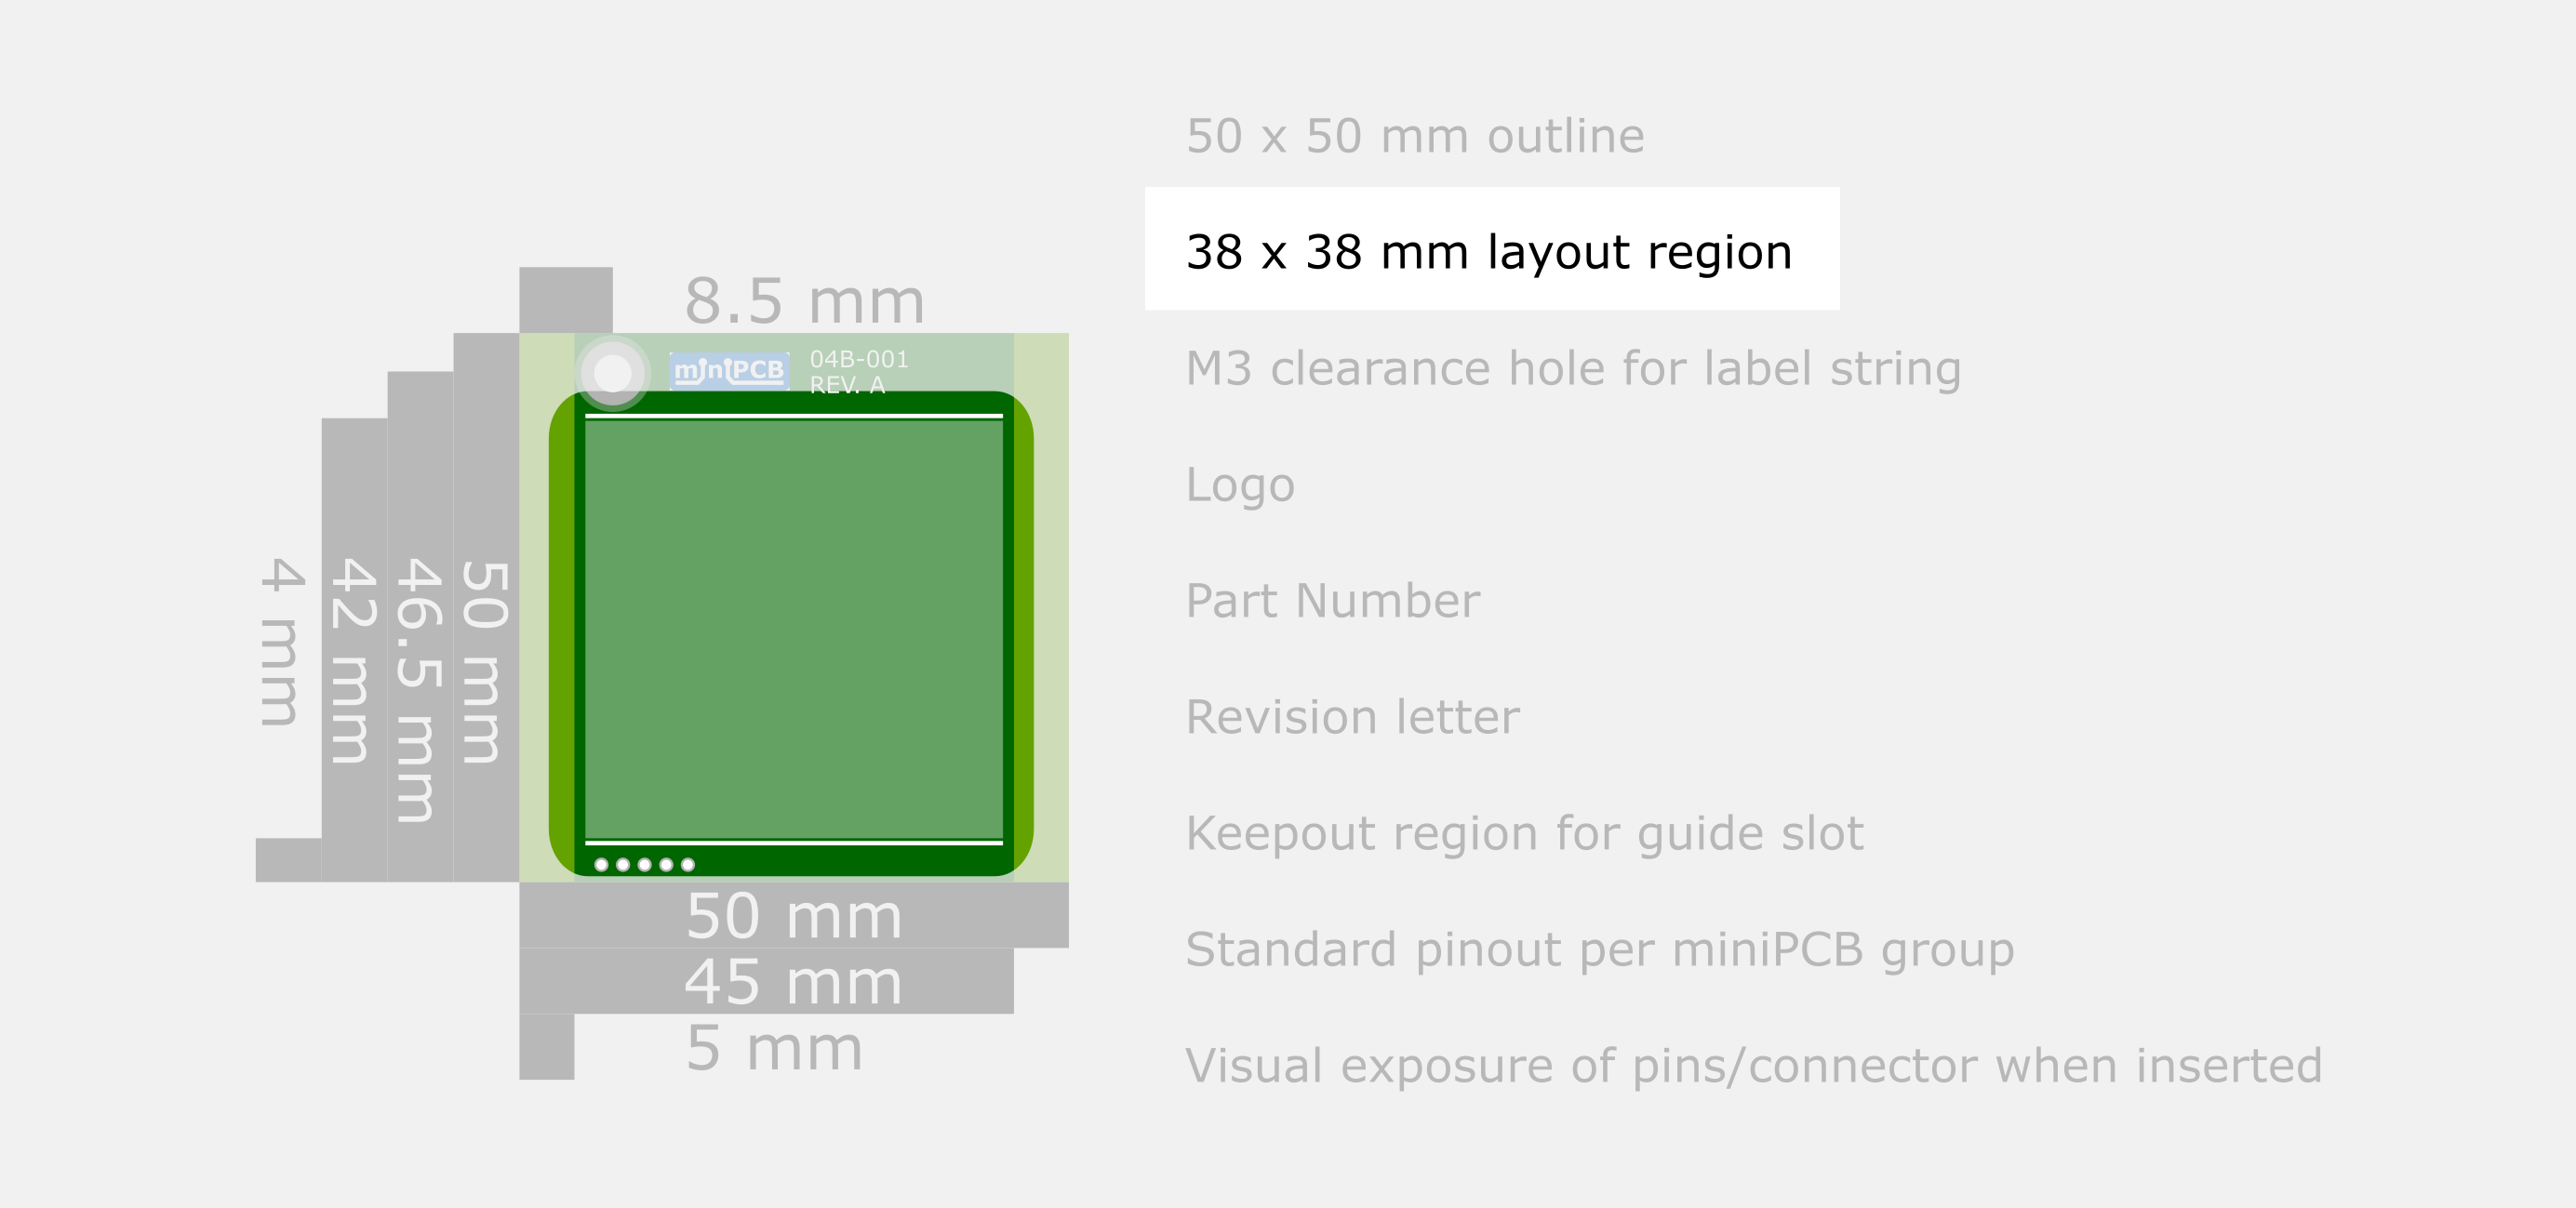 50 x 50 mm outline
38 x 38 mm layout region
8.5 mm
miniPCB
04B-001
REV. A
M3 clearance hole for label string
Logo
4 mm
42 mm
46.5 mm
50 mm
Part Number
Revision letter
Keepout region for guide slot
50 mm
Standard pinout per miniPCB group
45 mm
5 mm
Visual exposure of pins/connector when inserted